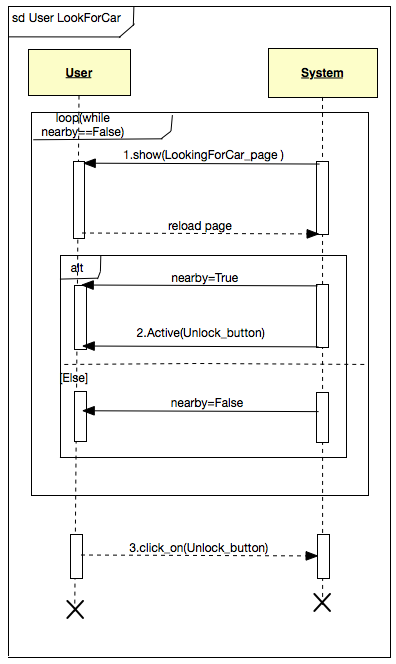 sd User LookForCar
User
System
loop(while
nearby==False)
1.show(LookingForCar_page )
reload page
alt
nearby=True
2.Active(Unlock_button)
[Else]
nearby=False
3.click_on(Unlock_button)